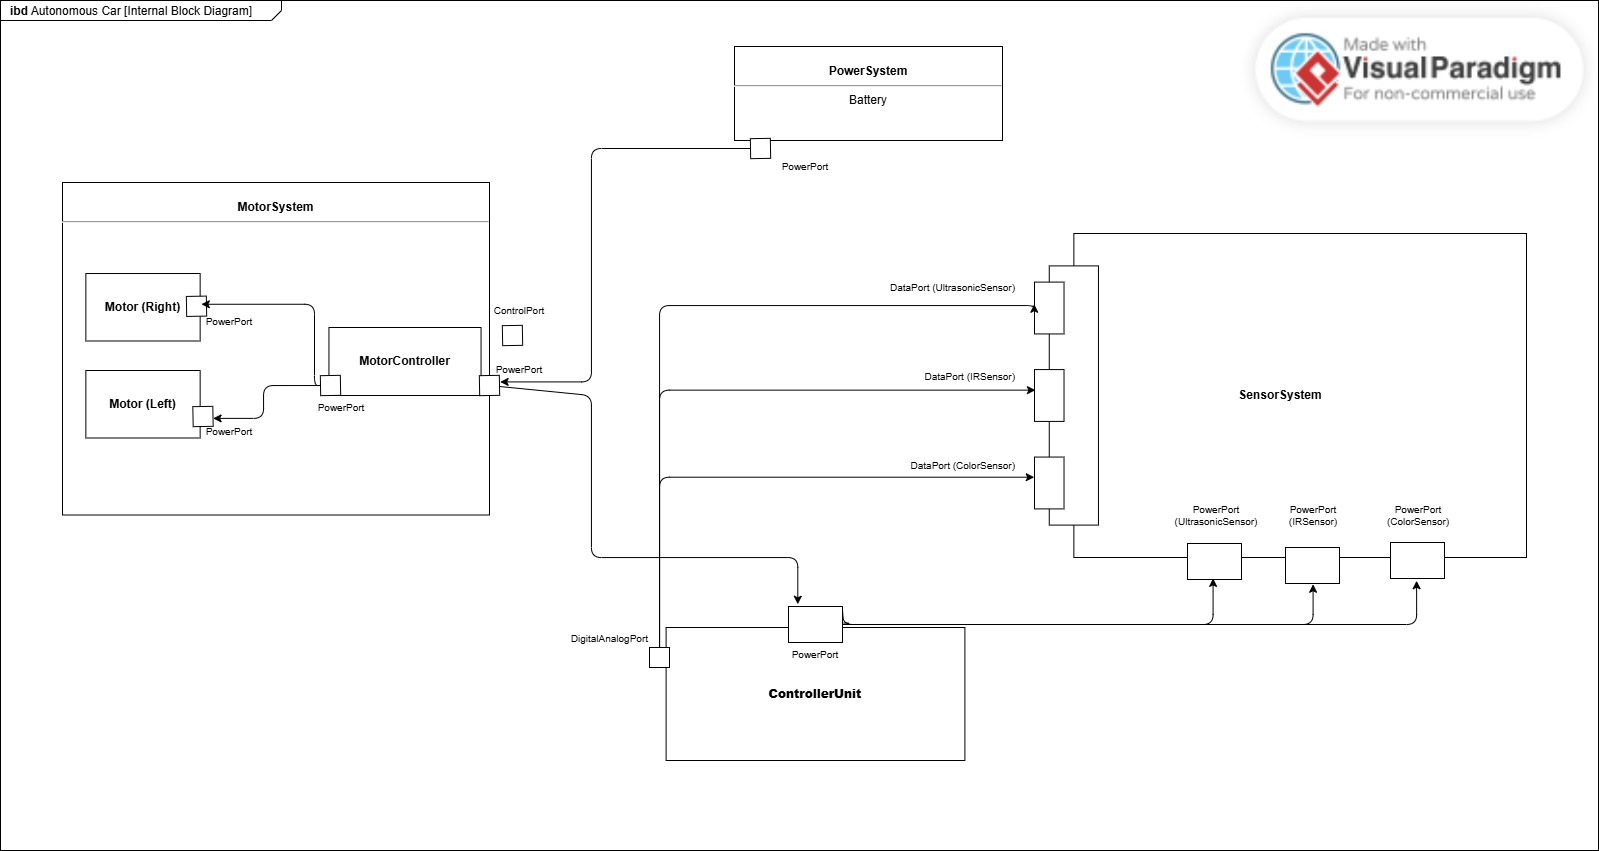 ibd Autonomous Car [Internal Block Diagram]
Made with
VisualParadigm
For non-commercial use
PowerSystem
Battery
PowerPort
MotorSystem
Motor (Right)
PowerPort
ControlPort
MotorController
PowerPort
Motor (Left)
PowerPort
PowerPort
DataPort (UltrasonicSensor)
DataPort (IRSensor)
DataPort (ColorSensor)
SensorSystem
PowerPort
(UltrasonicSensor)
PowerPort
(IRSensor)
PowerPort
(ColorSensor)
DigitalAnalogPort
PowerPort
ControllerUnit